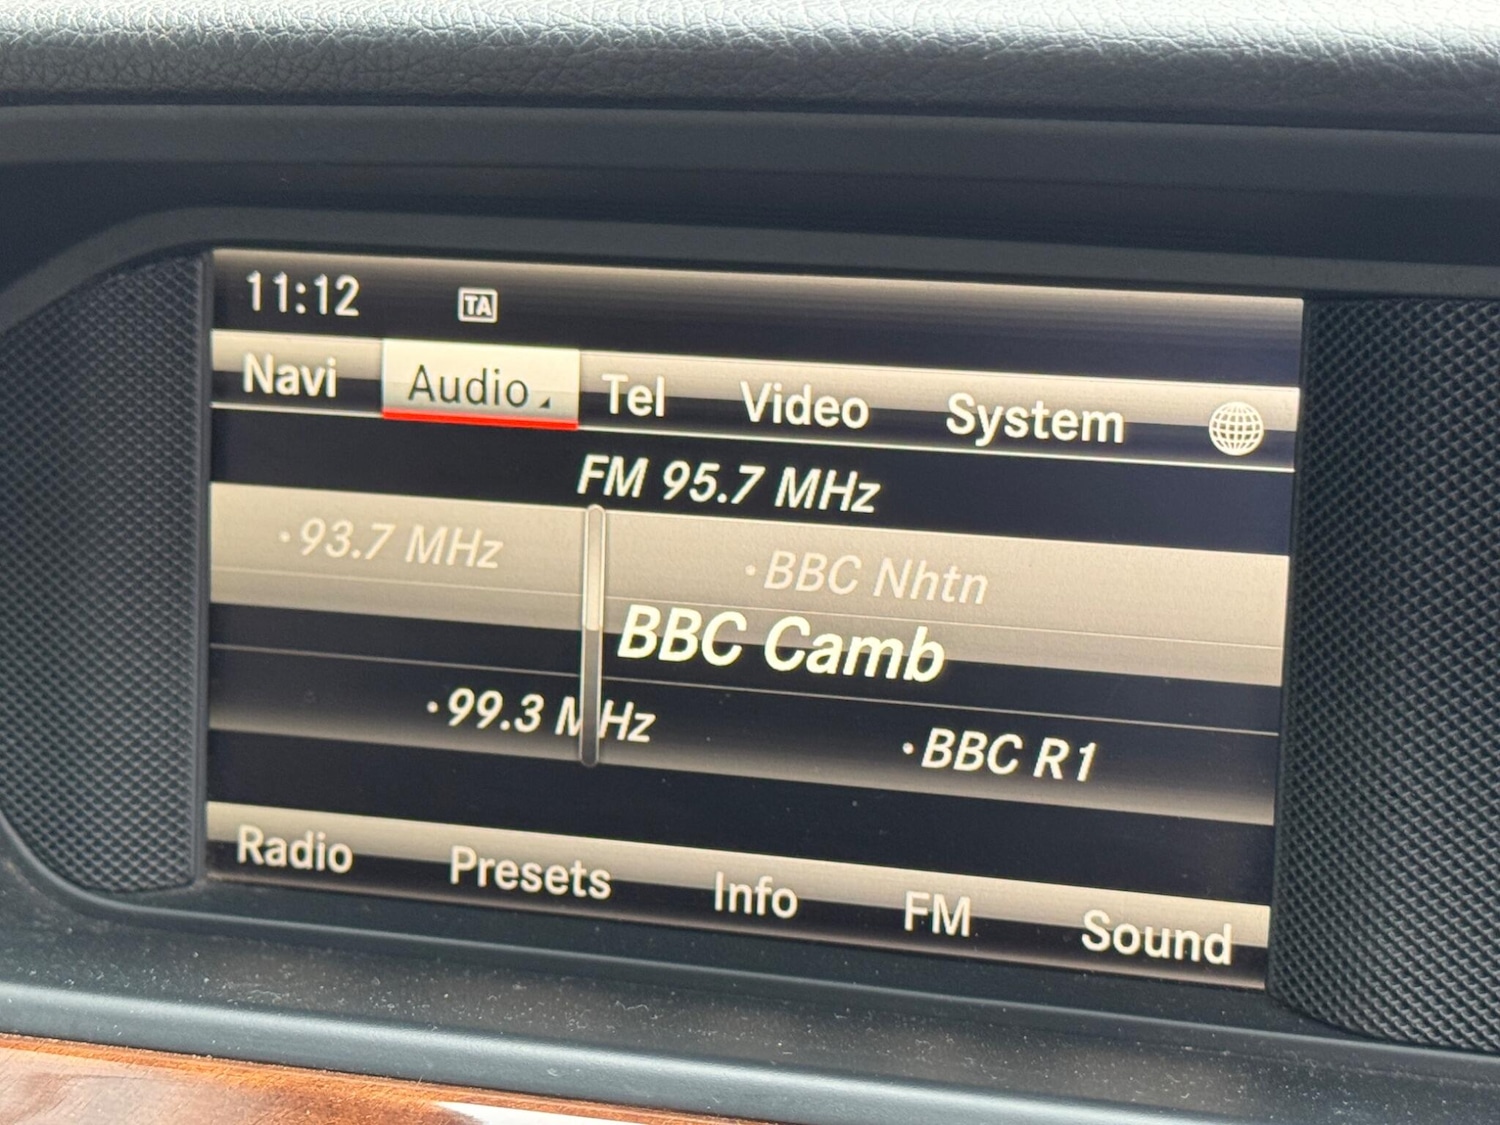 11:12 TA
Navi Audio Tel Video System
FM 95.7 MHz
·93.7 MHz ·BBC Nhtn
BBC Camb
·99.3 MHz ·BBC R1
Radio Presets Info FM Sound